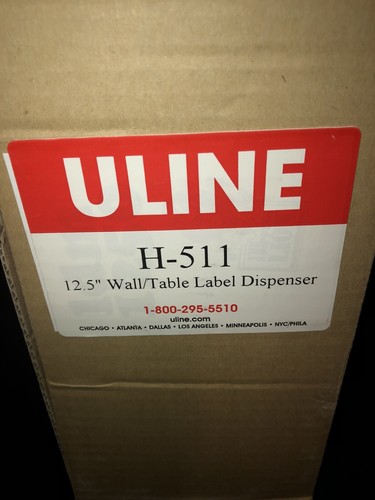 ULINE
H-511
12.5" Wall/Table Label Dispenser
1-800-295-5510
uline.com
CHICAGO • ATLANTA • DALLAS • LOS ANGELES • MINNEAPOLIS • NYC/PHILA